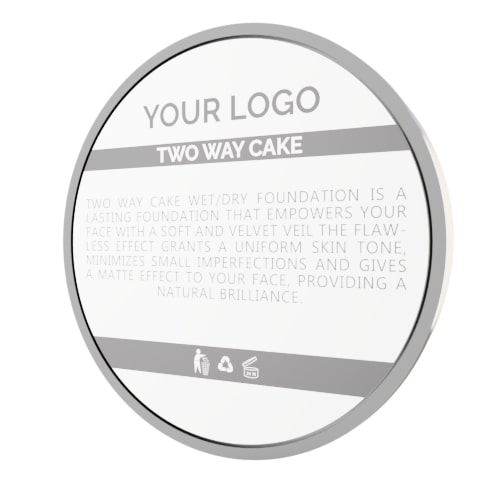 YOUR LOGO
TWO WAY CAKE
TWO WAY CAKE WET/DRY FOUNDATION IS A
LASTING FOUNDATION THAT EMPOWERS YOUR
FACE WITH A SOFT AND VELVET VEIL THE FLAW-
LESS EFFECT GRANTS A UNIFORM SKIN TONE,
MINIMIZES SMALL IMPERFECTIONS AND GIVES
A MATTE EFFECT TO YOUR FACE, PROVIDING A
NATURAL BRILLIANCE.